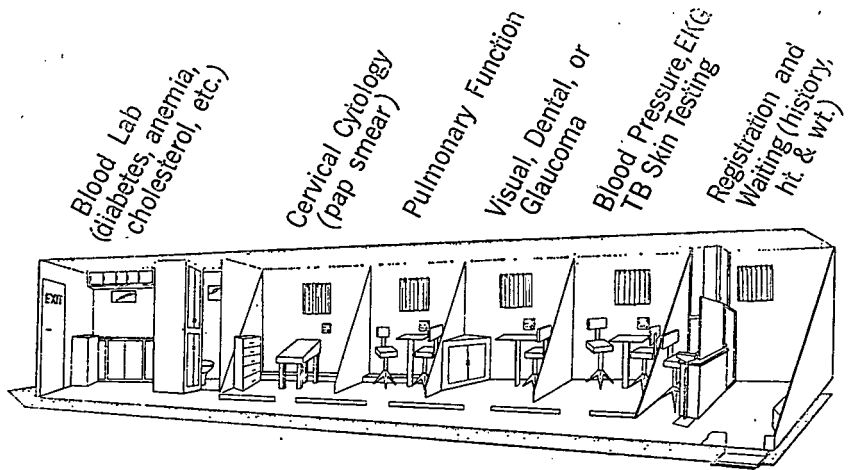 Blood Lab
(diabetes, anemia,
cholesterol, etc.)
Cervical Cytology
(pap smear)
Pulmonary Function
Visual, Dental, or
Glaucoma
Blood Pressure, EKG
TB Skin Testing
Registration and
Waiting (history,
ht. & wt.)
EXIT